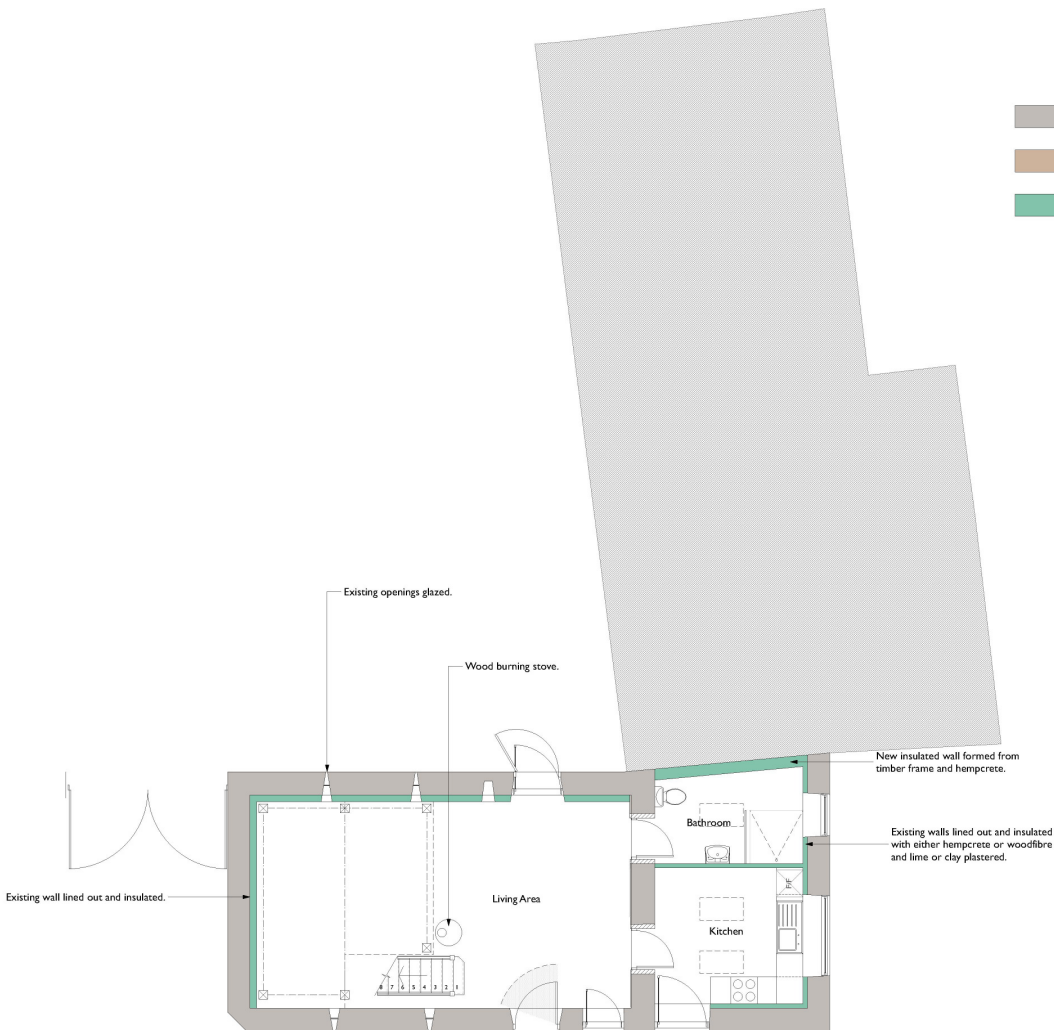 Existing openings glazed.
Wood burning stove.
New insulated wall formed from
timber frame and hempcrete.
Bathroom
Existing walls lined out and insulated
with either hempcrete or woodfibre
and lime or clay plastered.
F/F
Existing wall lined out and insulated.
Living Area
Kitchen
8 7 6 5 4 3 2 1